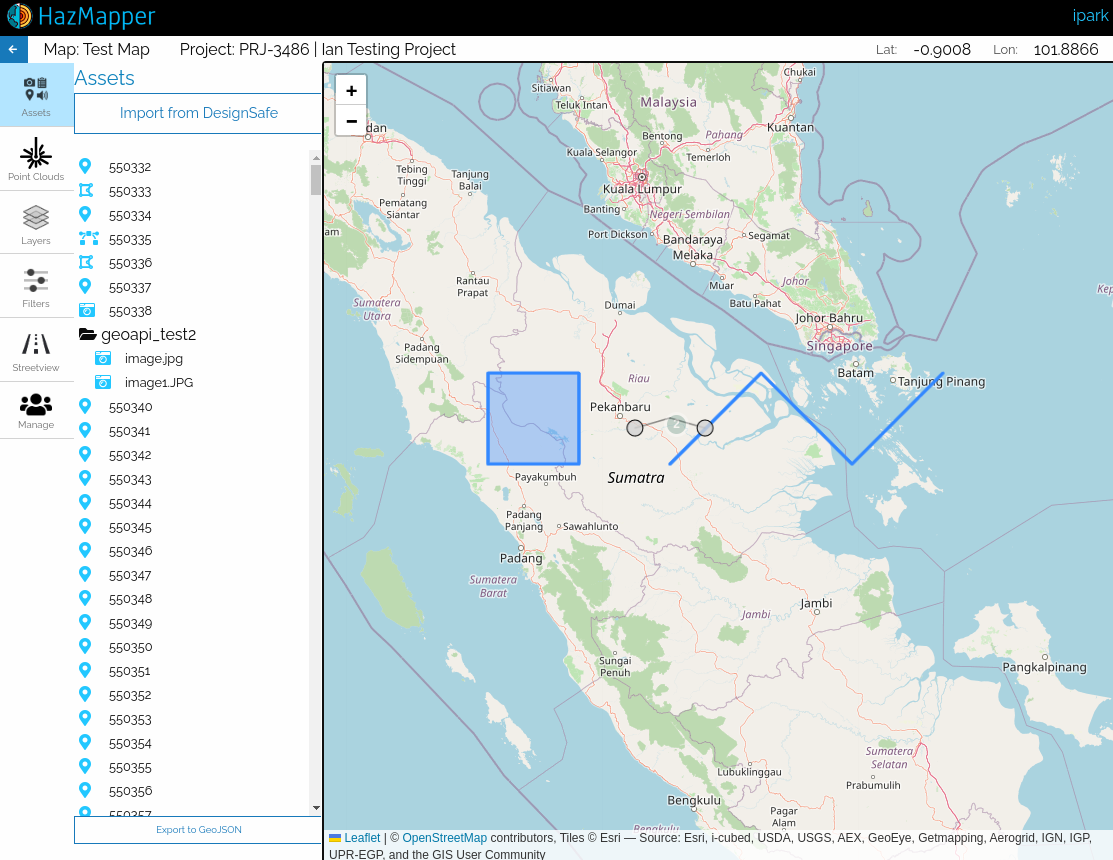 HazMapper
ipark
Map: Test Map
Project: PRJ-3486 | Ian Testing Project
Lat: -0.9008 Lon: 101.8866
Assets
Point Clouds
Layers
Filters
Streetview
Manage
Assets
Import from DesignSafe
550332
550333
550334
550335
550336
550337
550338
geoapi_test2
image.jpg
image1.JPG
550340
550341
550342
550343
550344
550345
550346
550347
550348
550349
550350
550351
550352
550353
550354
550355
550356
550357
Export to GeoJSON
+
−
Chukai
Sitiawan
Teluk Intan
Malaysia
dan
Kuantan
Bentong
Pahang
Kuala Selangor
Temerloh
Tebing
Tinggi
Tanjung
Balai
Kuala Lumpur
Pematang
Siantar
Banting
Negeri Sembilan
am
Port Dickson
Bandaraya
Melaka
Segamat
Rantau
Prapat
Muar
Johor
Kep
Sumatera
Utara
Dumai
Batu Pahat
Johor Bahru
Padang
Sidempuan
Singapore
Batam
Riau
Tanjung Pinang
Pekanbaru
2
Payakumbuh
Sumatra
Padang
Panjang
Sawahlunto
Padang
Sumatera
Barat
Jambi
Jambi
Sungai
Penuh
Pangkalpinang
Sumatera
Selatan
Lubuklinggau
Prabumulih
Bengkulu
Pagar
Alam
Bengkulu
Leaflet | © OpenStreetMap contributors, Tiles © Esri — Source: Esri, i-cubed, USDA, USGS, AEX, GeoEye, Getmapping, Aerogrid, IGN, IGP,
UPR-EGP, and the GIS User Community